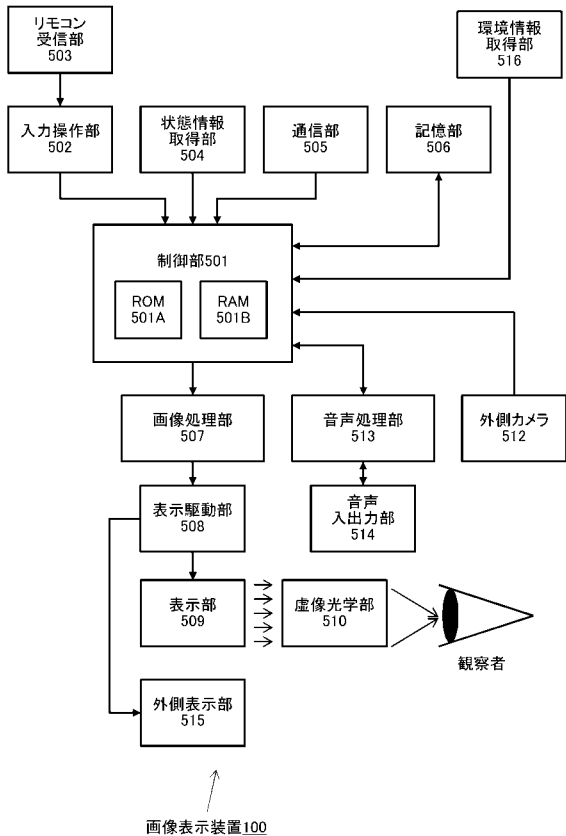 リモコン
受信部
503
環境情報
取得部
516
入力操作部
502
状態情報
取得部
504
通信部
505
記憶部
506
制御部501
ROM
501A
RAM
501B
画像処理部
507
音声処理部
513
外側カメラ
512
表示駆動部
508
音声
入出力部
514
表示部
509
虚像光学部
510
観察者
外側表示部
515
画像表示装置100